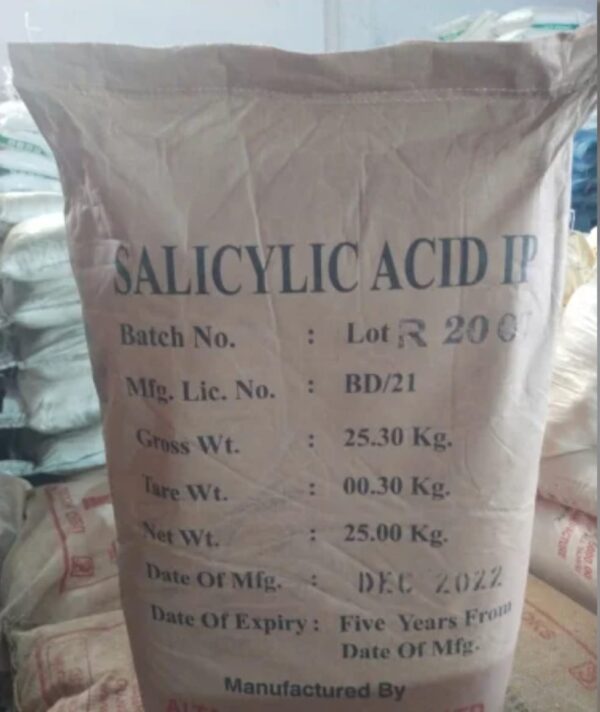 SALICYLIC ACID IP
Batch No. : Lot R
Mfg. Lic. No. : BD/21
Gross Wt. : 25.30 Kg.
Tare Wt. : 00.30 Kg.
Net Wt. : 25.00 Kg.
Date Of Mfg. : DEC 2022
Date Of Expiry : Five Years From
Date Of Mfg.
Manufactured By